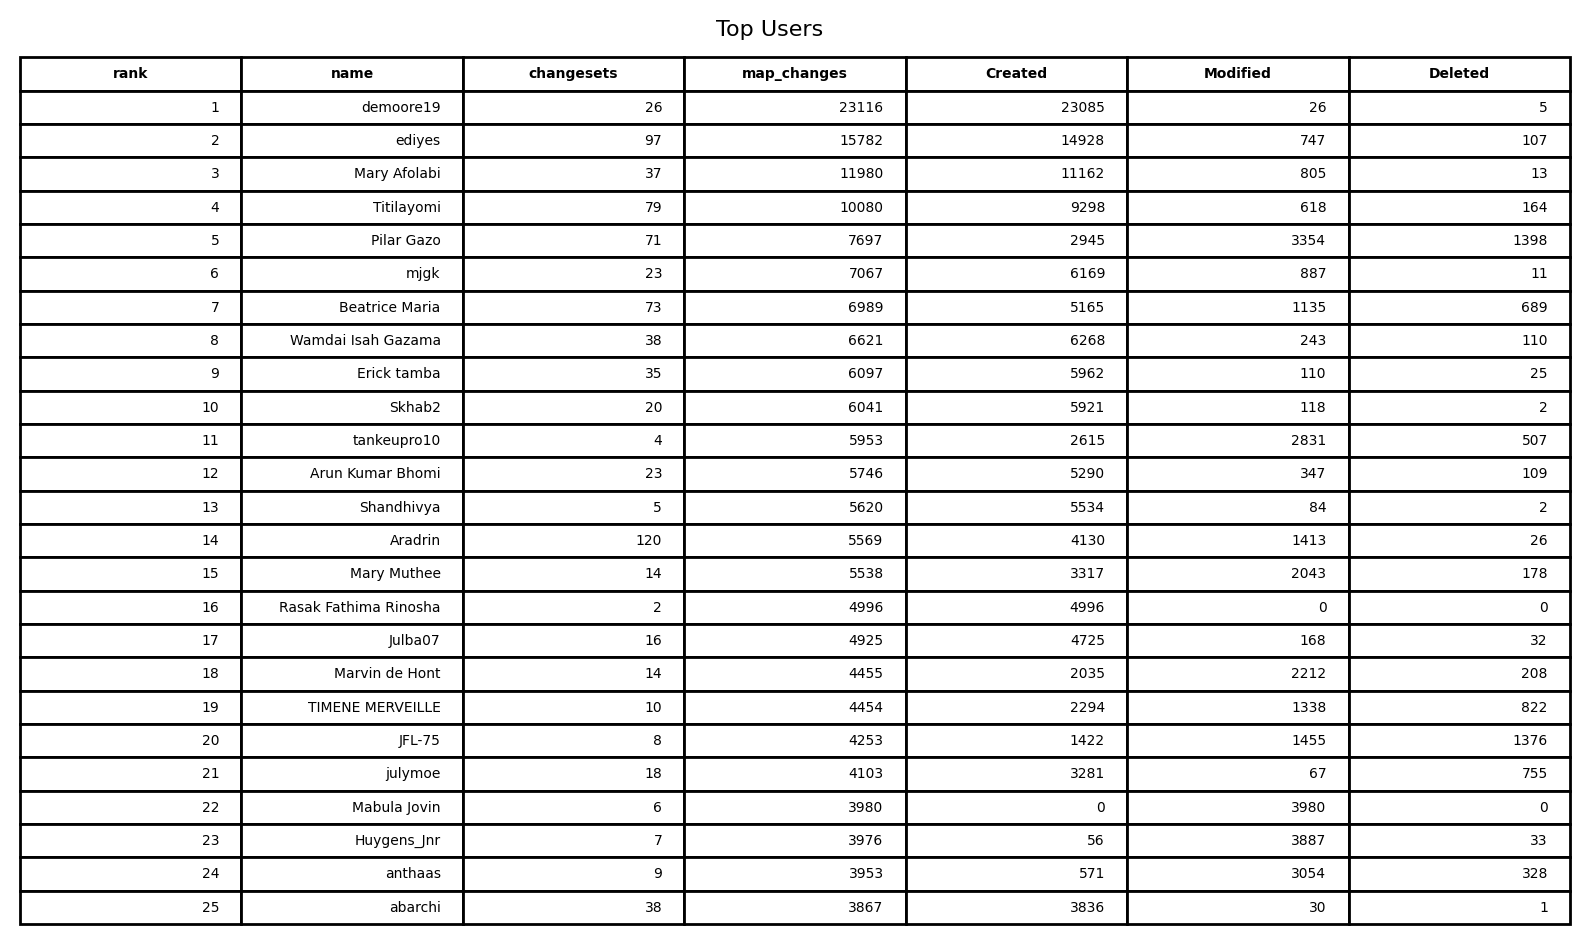 Top Users
rank name changesets map_changes Created Modified Deleted
1 demoore19 26 23116 23085 26 5
2 ediyes 97 15782 14928 747 107
3 Mary Afolabi 37 11980 11162 805 13
4 Titilayomi 79 10080 9298 618 164
5 Pilar Gazo 71 7697 2945 3354 1398
6 mjgk 23 7067 6169 887 11
7 Beatrice Maria 73 6989 5165 1135 689
8 Wamdai Isah Gazama 38 6621 6268 243 110
9 Erick tamba 35 6097 5962 110 25
10 Skhab2 20 6041 5921 118 2
11 tankeupro10 4 5953 2615 2831 507
12 Arun Kumar Bhomi 23 5746 5290 347 109
13 Shandhivya 5 5620 5534 84 2
14 Aradrin 120 5569 4130 1413 26
15 Mary Muthee 14 5538 3317 2043 178
16 Rasak Fathima Rinosha 2 4996 4996 0 0
17 Julba07 16 4925 4725 168 32
18 Marvin de Hont 14 4455 2035 2212 208
19 TIMENE MERVEILLE 10 4454 2294 1338 822
20 JFL-75 8 4253 1422 1455 1376
21 julymoe 18 4103 3281 67 755
22 Mabula Jovin 6 3980 0 3980 0
23 Huygens_Jnr 7 3976 56 3887 33
24 anthaas 9 3953 571 3054 328
25 abarchi 38 3867 3836 30 1